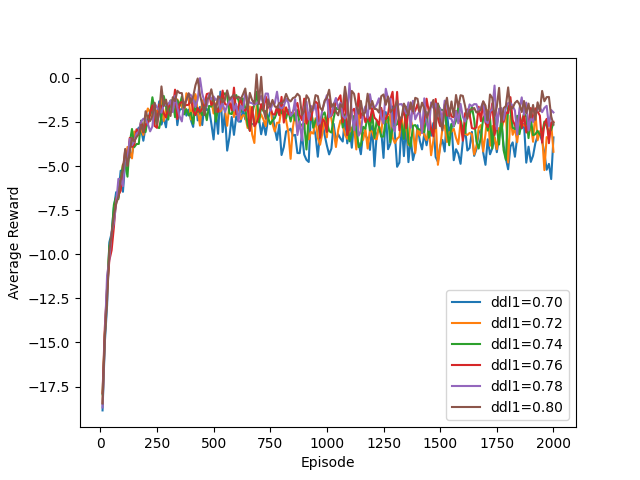 0.0
−2.5
−5.0
−7.5
−10.0
−12.5
−15.0
−17.5
Average Reward
0 250 500 750 1000 1250 1500 1750 2000
Episode
ddl1=0.70
ddl1=0.72
ddl1=0.74
ddl1=0.76
ddl1=0.78
ddl1=0.80